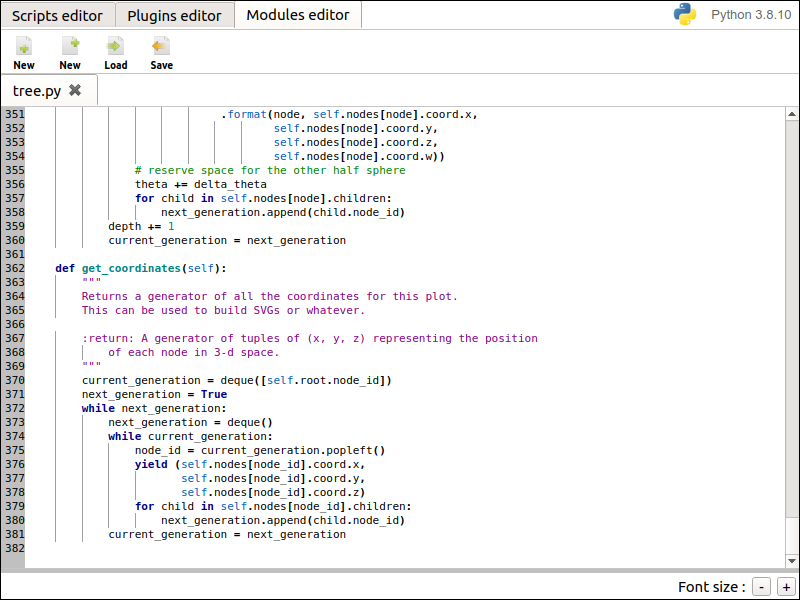 Scripts editor Plugins editor Modules editor Python 3.8.10
New New Load Save
tree.py
351 .format(node, self.nodes[node].coord.x,
352 self.nodes[node].coord.y,
353 self.nodes[node].coord.z,
354 self.nodes[node].coord.w))
355 # reserve space for the other half sphere
356 theta += delta_theta
357 for child in self.nodes[node].children:
358 next_generation.append(child.node_id)
359 depth += 1
360 current_generation = next_generation
361
362 def get_coordinates(self):
363 """
364 Returns a generator of all the coordinates for this plot.
365 This can be used to build SVGs or whatever.
366
367 :return: A generator of tuples of (x, y, z) representing the position
368 of each node in 3-d space.
369 """
370 current_generation = deque([self.root.node_id])
371 next_generation = True
372 while next_generation:
373 next_generation = deque()
374 while current_generation:
375 node_id = current_generation.popleft()
376 yield (self.nodes[node_id].coord.x,
377 self.nodes[node_id].coord.y,
378 self.nodes[node_id].coord.z)
379 for child in self.nodes[node_id].children:
380 next_generation.append(child.node_id)
381 current_generation = next_generation
382
Font size : - +